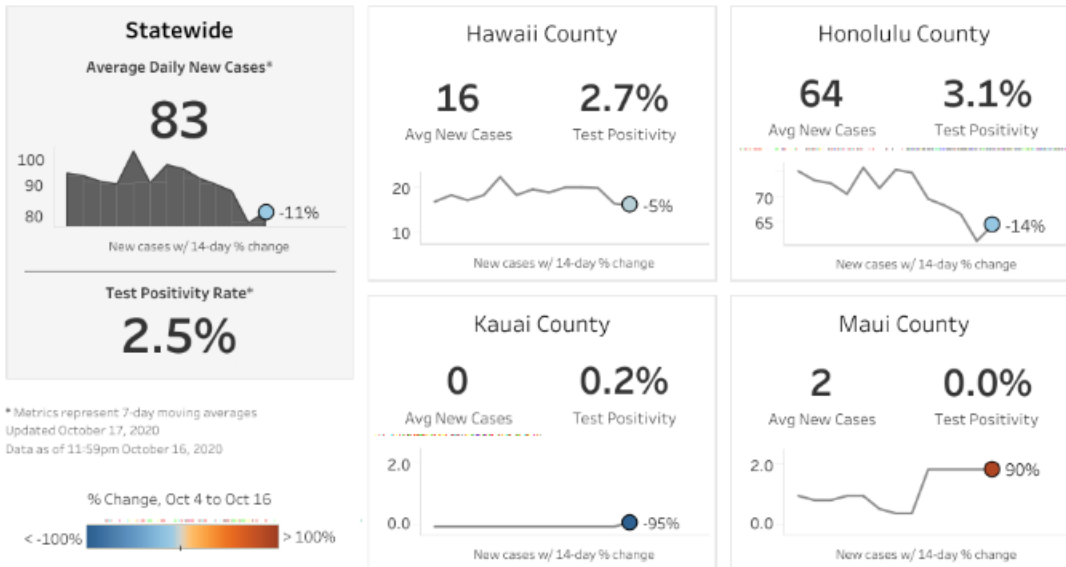 Statewide
Average Daily New Cases*
83
100
90
80
-11%
New cases w/ 14-day % change
Test Positivity Rate*
2.5%
* Metrics represent 7-day moving averages
Updated October 17, 2020
Data as of 11:59pm October 16, 2020
% Change, Oct 4 to Oct 16
< -100%
> 100%
Hawaii County
16
2.7%
Avg New Cases
Test Positivity
20
10
-5%
New cases w/ 14-day % change
Honolulu County
64
3.1%
Avg New Cases
Test Positivity
70
65
-14%
New cases w/ 14-day % change
Kauai County
0
0.2%
Avg New Cases
Test Positivity
2.0
0.0
-95%
New cases w/ 14-day % change
Maui County
2
0.0%
Avg New Cases
Test Positivity
2.0
0.0
90%
New cases w/ 14-day % change